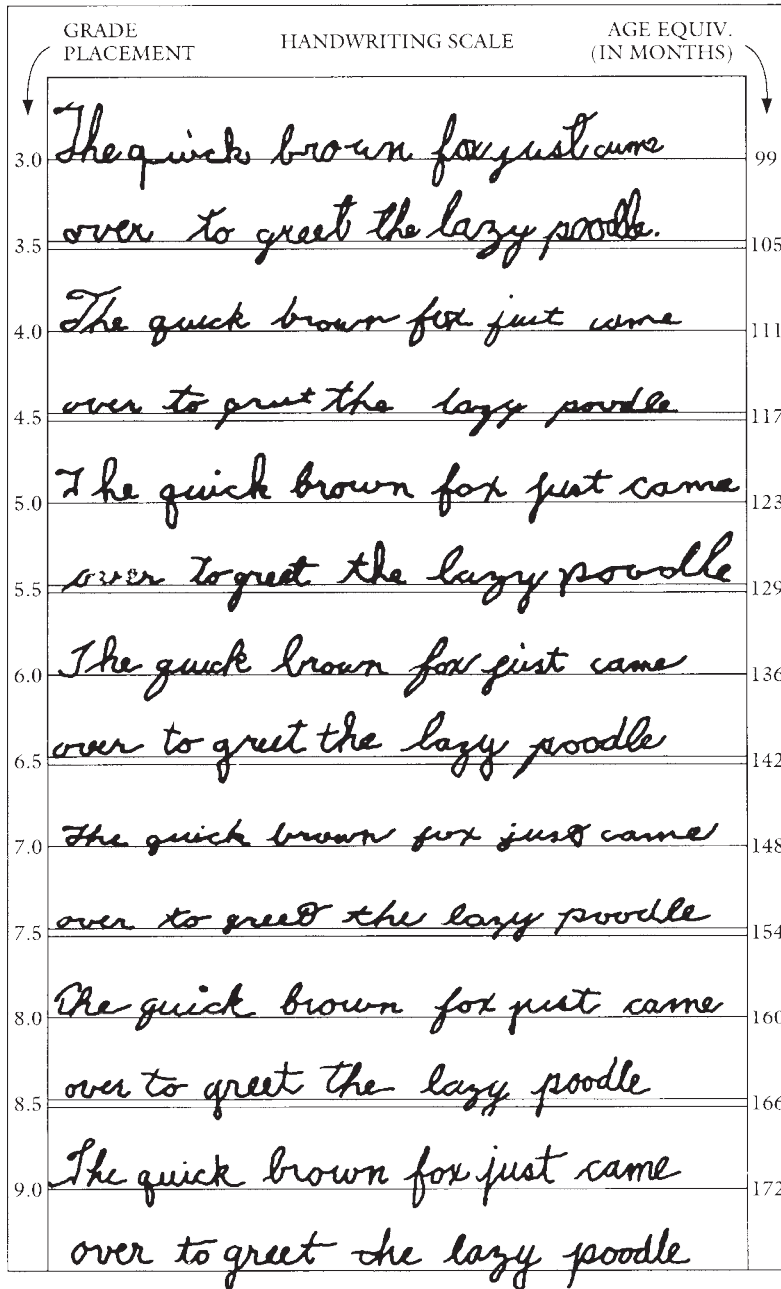 GRADE PLACEMENT HANDWRITING SCALE AGE EQUIV. (IN MONTHS)
3.0 The quick brown fox just came 99
over to greet the lazy poodle.
3.5 105
4.0 The quick brown fox just came 111
over to greet the lazy poodle
4.5 117
5.0 The quick brown fox just came 123
over to greet the lazy poodle
5.5 129
6.0 The quick brown fox just came 136
over to greet the lazy poodle
6.5 142
7.0 The quick brown fox just came 148
over to greet the lazy poodle
7.5 154
8.0 The quick brown fox just came 160
over to greet the lazy poodle
8.5 166
9.0 The quick brown fox just came 172
over to greet the lazy poodle